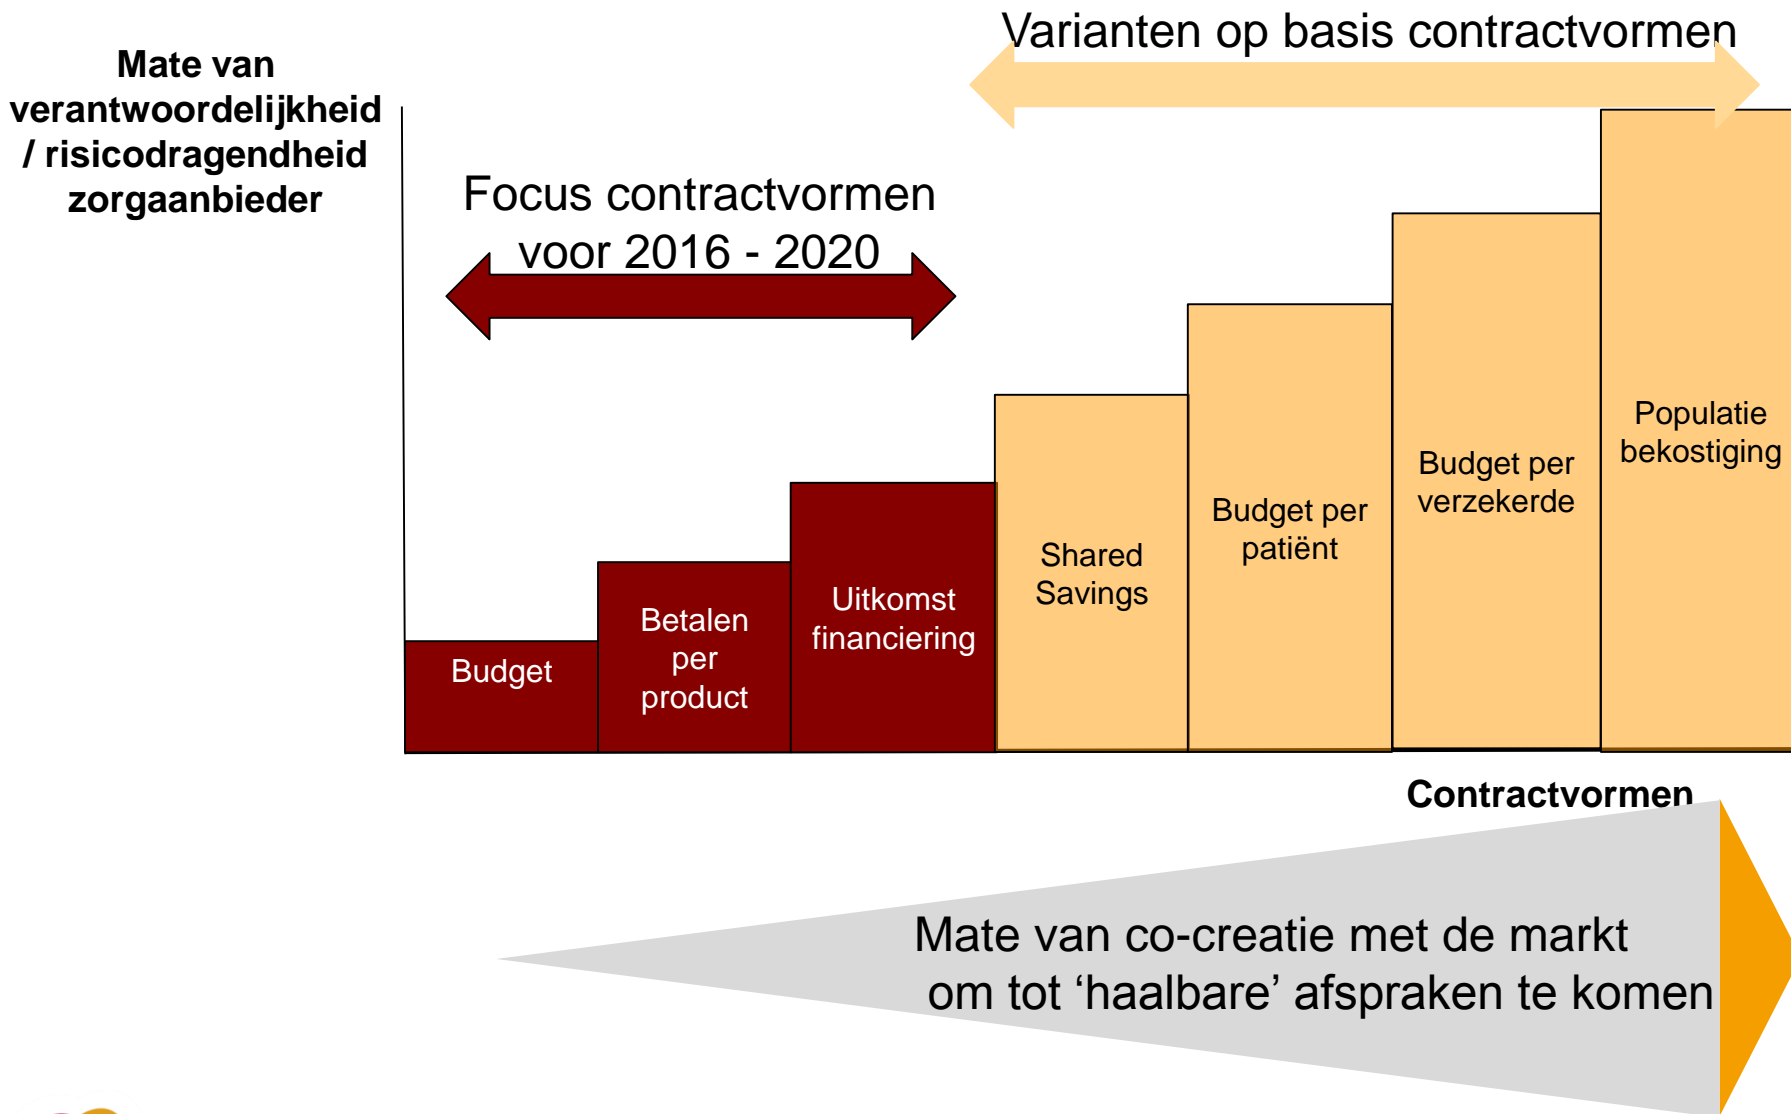 Varianten op basis contractvormen
Mate van
verantwoordelijkheid
/ risicodragendheid
zorgaanbieder
Focus contractvormen
voor 2016 - 2020
Budget
Betalen
per
product
Uitkomst
financiering
Shared
Savings
Budget per
patiënt
Budget per
verzekerde
Populatie
bekostiging
Contractvormen
Mate van co-creatie met de markt
om tot ‘haalbare’ afspraken te komen